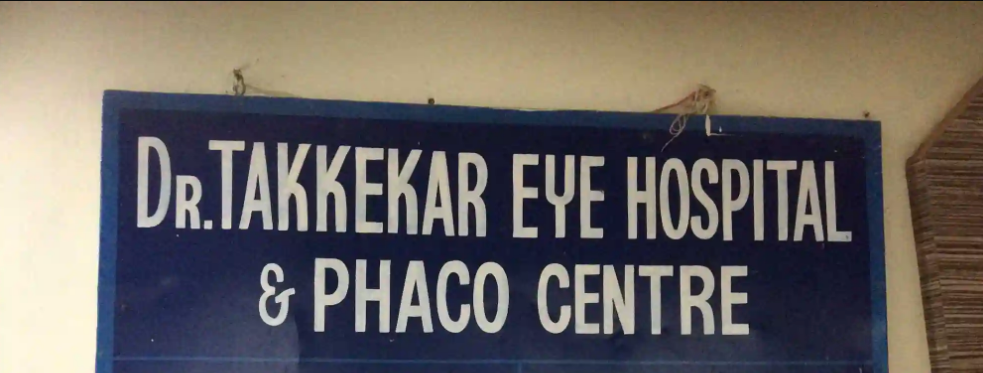 DR.TAKKEKAR EYE HOSPITAL
& PHACO CENTRE